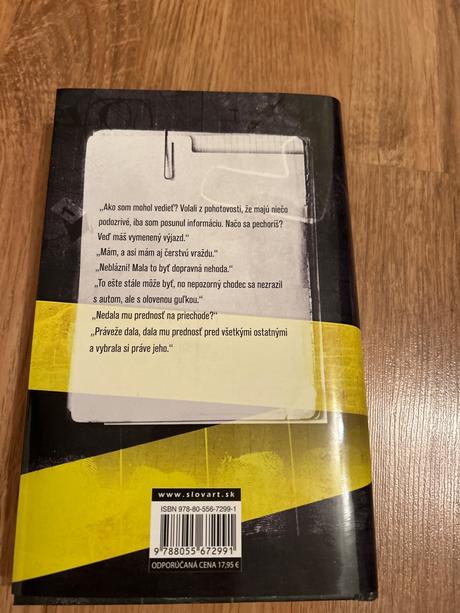 „Ako som mohol vedieť? Volali z pohotovosti, že majú niečo
podozrivé, iba som posunul informáciu. Načo sa pechoríš?
Veď máš vymenený výjazd.“
„Mám, a asi mám aj čerstvú vraždu.“
„Neblázni! Mala to byť dopravná nehoda.“
„To ešte stále môže byť, no nepozorný chodec sa nezrazil
s autom, ale s olovenou guľkou.“
„Nedala mu prednosť na priechode?“
„Práveže dala, dala mu prednosť pred všetkými ostatnými
a vybrala si práve jeho.“
www.slovart.sk
ISBN 978-80-556-7299-1
9 788055 672991
ODPORÚČANÁ CENA 17,95 €